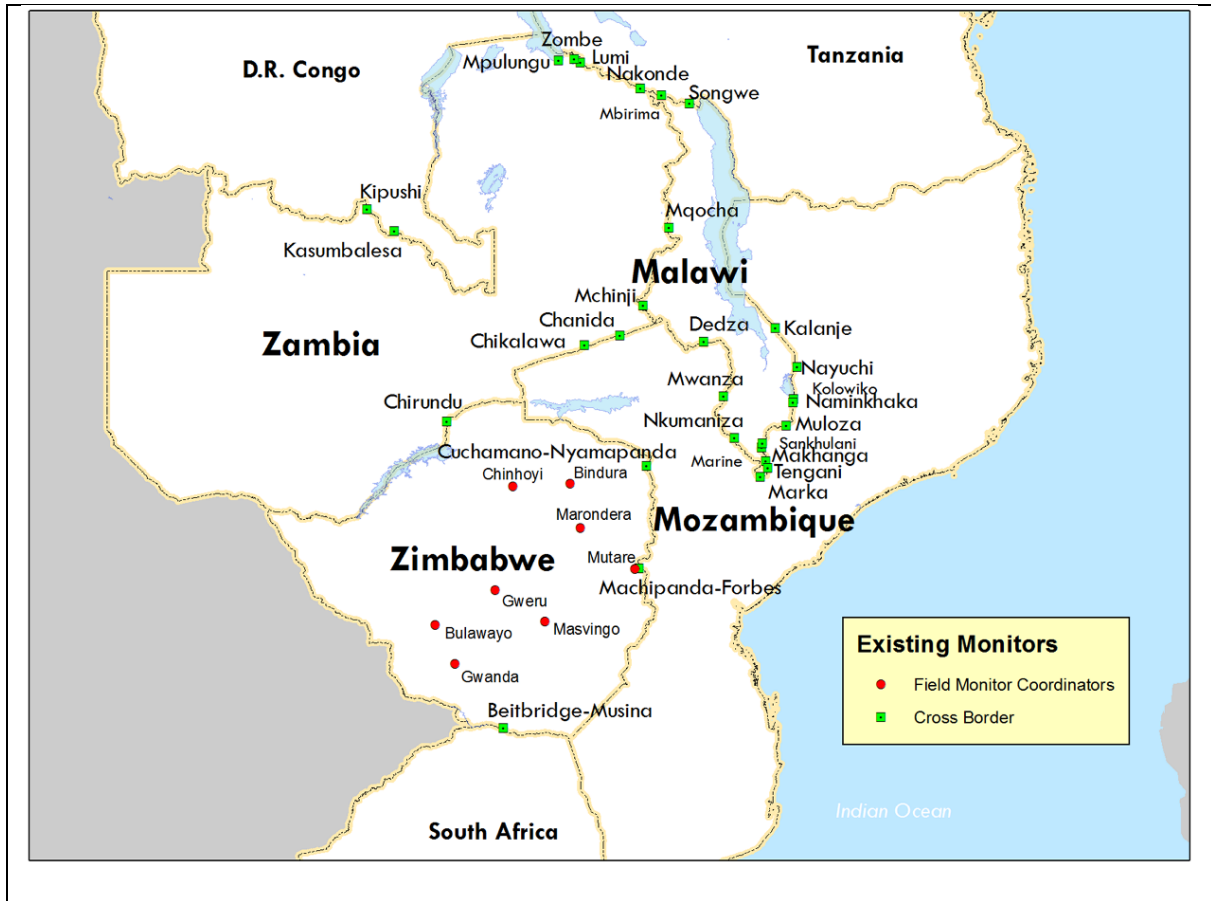 Zombe
D.R. Congo
Mpulungu
Lumi
Tanzania
Nakonde
Songwe
Mbirima
Kipushi
Kasumbalesa
Mqocha
Malawi
Mchinji
Chanida
Dedza
Kalanje
Zambia
Chikalawa
Nayuchi
Mwanza
Kolowiko
Naminkhaka
Chirundu
Nkumaniza
Muloza
Sankhulani
Cuchamano-Nyamapanda
Marine
Makhanga
Chinhoyi
Bindura
Tengani
Marka
Marondera
Mozambique
Zimbabwe
Mutare
Machipanda-Forbes
Gweru
Bulawayo
Masvingo
Gwanda
Beitbridge-Musina
South Africa
Existing Monitors
Field Monitor Coordinators
Cross Border
Indian Ocean